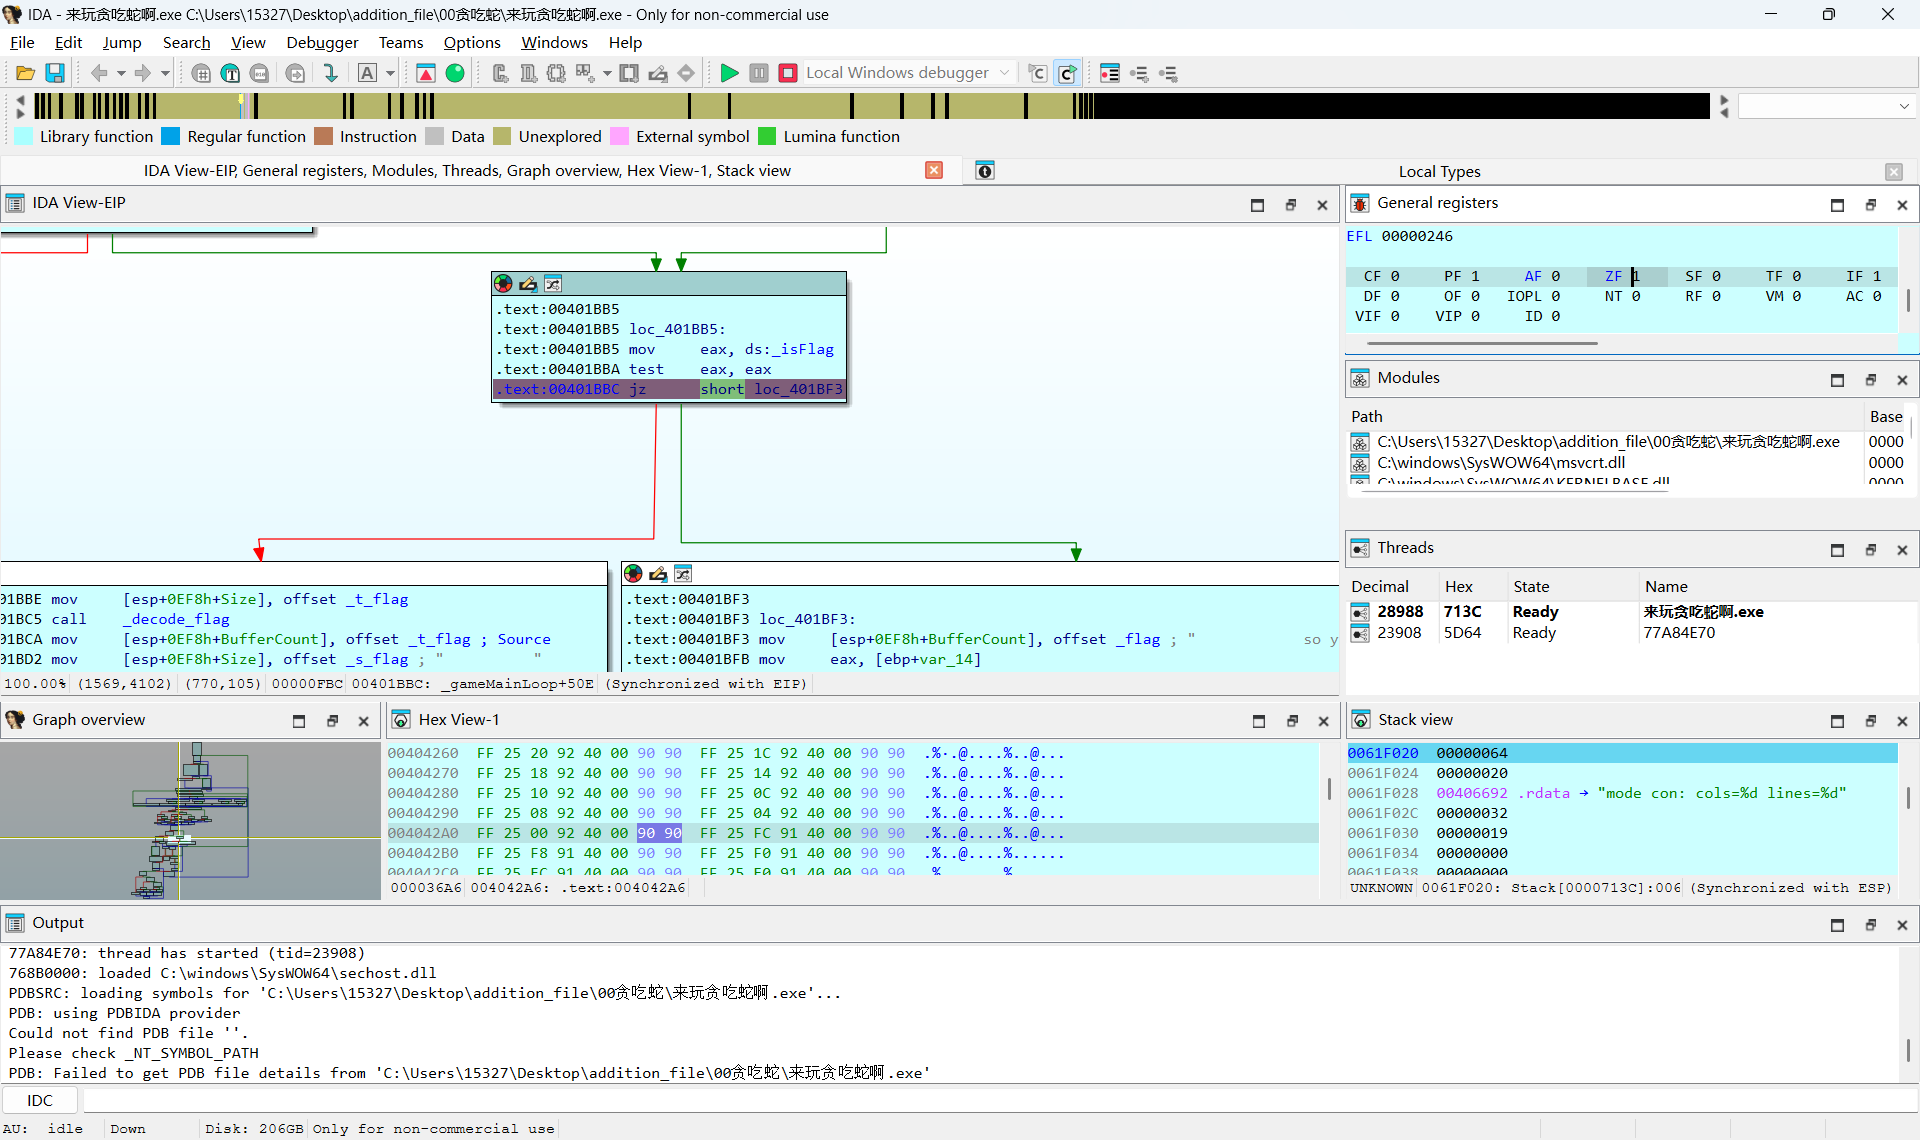 IDA - 来玩贪吃蛇啊.exe C:\Users\15327\Desktop\addition_file\00贪吃蛇\来玩贪吃蛇啊.exe - Only for non-commercial use
File Edit Jump Search View Debugger Teams Options Windows Help
Local Windows debugger
Library function Regular function Instruction Data Unexplored External symbol Lumina function
IDA View-EIP, General registers, Modules, Threads, Graph overview, Hex View-1, Stack view
Local Types
IDA View-EIP
.text:00401BB5
.text:00401BB5 loc_401BB5:
.text:00401BB5 mov eax, ds:_isFlag
.text:00401BBA test eax, eax
.text:00401BBC jz short loc_401BF3
01BBE mov [esp+0EF8h+Size], offset _t_flag
01BC5 call _decode_flag
01BCA mov [esp+0EF8h+BufferCount], offset _t_flag ; Source
01BD2 mov [esp+0EF8h+Size], offset _s_flag ; " "
.text:00401BF3
.text:00401BF3 loc_401BF3:
.text:00401BF3 mov [esp+0EF8h+BufferCount], offset _flag ; " so y
.text:00401BFB mov eax, [ebp+var_14]
100.00% (1569,4102) (770,105) 00000FBC 00401BBC: _gameMainLoop+50E (Synchronized with EIP)
General registers
EFL 00000246
CF 0 PF 1 AF 0 ZF 1 SF 0 TF 0 IF 1
DF 0 OF 0 IOPL 0 NT 0 RF 0 VM 0 AC 0
VIF 0 VIP 0 ID 0
Modules
Path Base
C:\Users\15327\Desktop\addition_file\00贪吃蛇\来玩贪吃蛇啊.exe 0000
C:\windows\SysWOW64\msvcrt.dll 0000
C:\windows\SysWOW64\KERNELBASE.dll 0000
Threads
Decimal Hex State Name
28988 713C Ready 来玩贪吃蛇啊.exe
23908 5D64 Ready 77A84E70
Graph overview
Hex View-1
00404260 FF 25 20 92 40 00 90 90 FF 25 1C 92 40 00 90 90 .%·.@....%..@...
00404270 FF 25 18 92 40 00 90 90 FF 25 14 92 40 00 90 90 .%..@....%..@...
00404280 FF 25 10 92 40 00 90 90 FF 25 0C 92 40 00 90 90 .%..@....%..@...
00404290 FF 25 08 92 40 00 90 90 FF 25 04 92 40 00 90 90 .%..@....%..@...
004042A0 FF 25 00 92 40 00 90 90 FF 25 FC 91 40 00 90 90 .%..@....%..@...
004042B0 FF 25 F8 91 40 00 90 90 FF 25 F0 91 40 00 90 90 .%..@....%......
000036A6 004042A6: .text:004042A6
Stack view
0061F020 00000064
0061F024 00000020
0061F028 00406692 .rdata → "mode con: cols=%d lines=%d"
0061F02C 00000032
0061F030 00000019
0061F034 00000000
0061F038 00000000
UNKNOWN 0061F020: Stack[0000713C]:006 (Synchronized with ESP)
Output
77A84E70: thread has started (tid=23908)
768B0000: loaded C:\windows\SysWOW64\sechost.dll
PDBSRC: loading symbols for 'C:\Users\15327\Desktop\addition_file\00贪吃蛇\来玩贪吃蛇啊.exe'...
PDB: using PDBIDA provider
Could not find PDB file ''.
Please check _NT_SYMBOL_PATH
PDB: Failed to get PDB file details from 'C:\Users\15327\Desktop\addition_file\00贪吃蛇\来玩贪吃蛇啊.exe'
IDC
AU: idle Down Disk: 206GB Only for non-commercial use